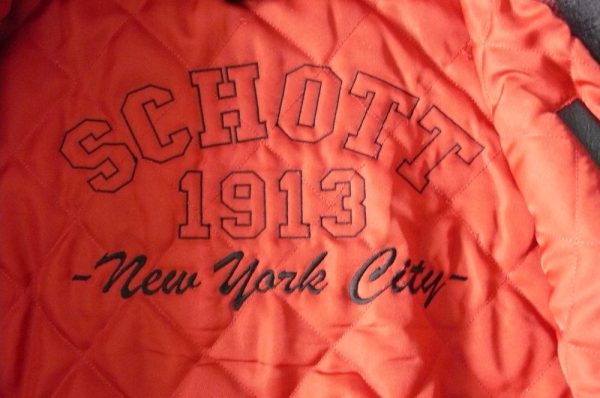 SCHOTT
1913
-New York City-